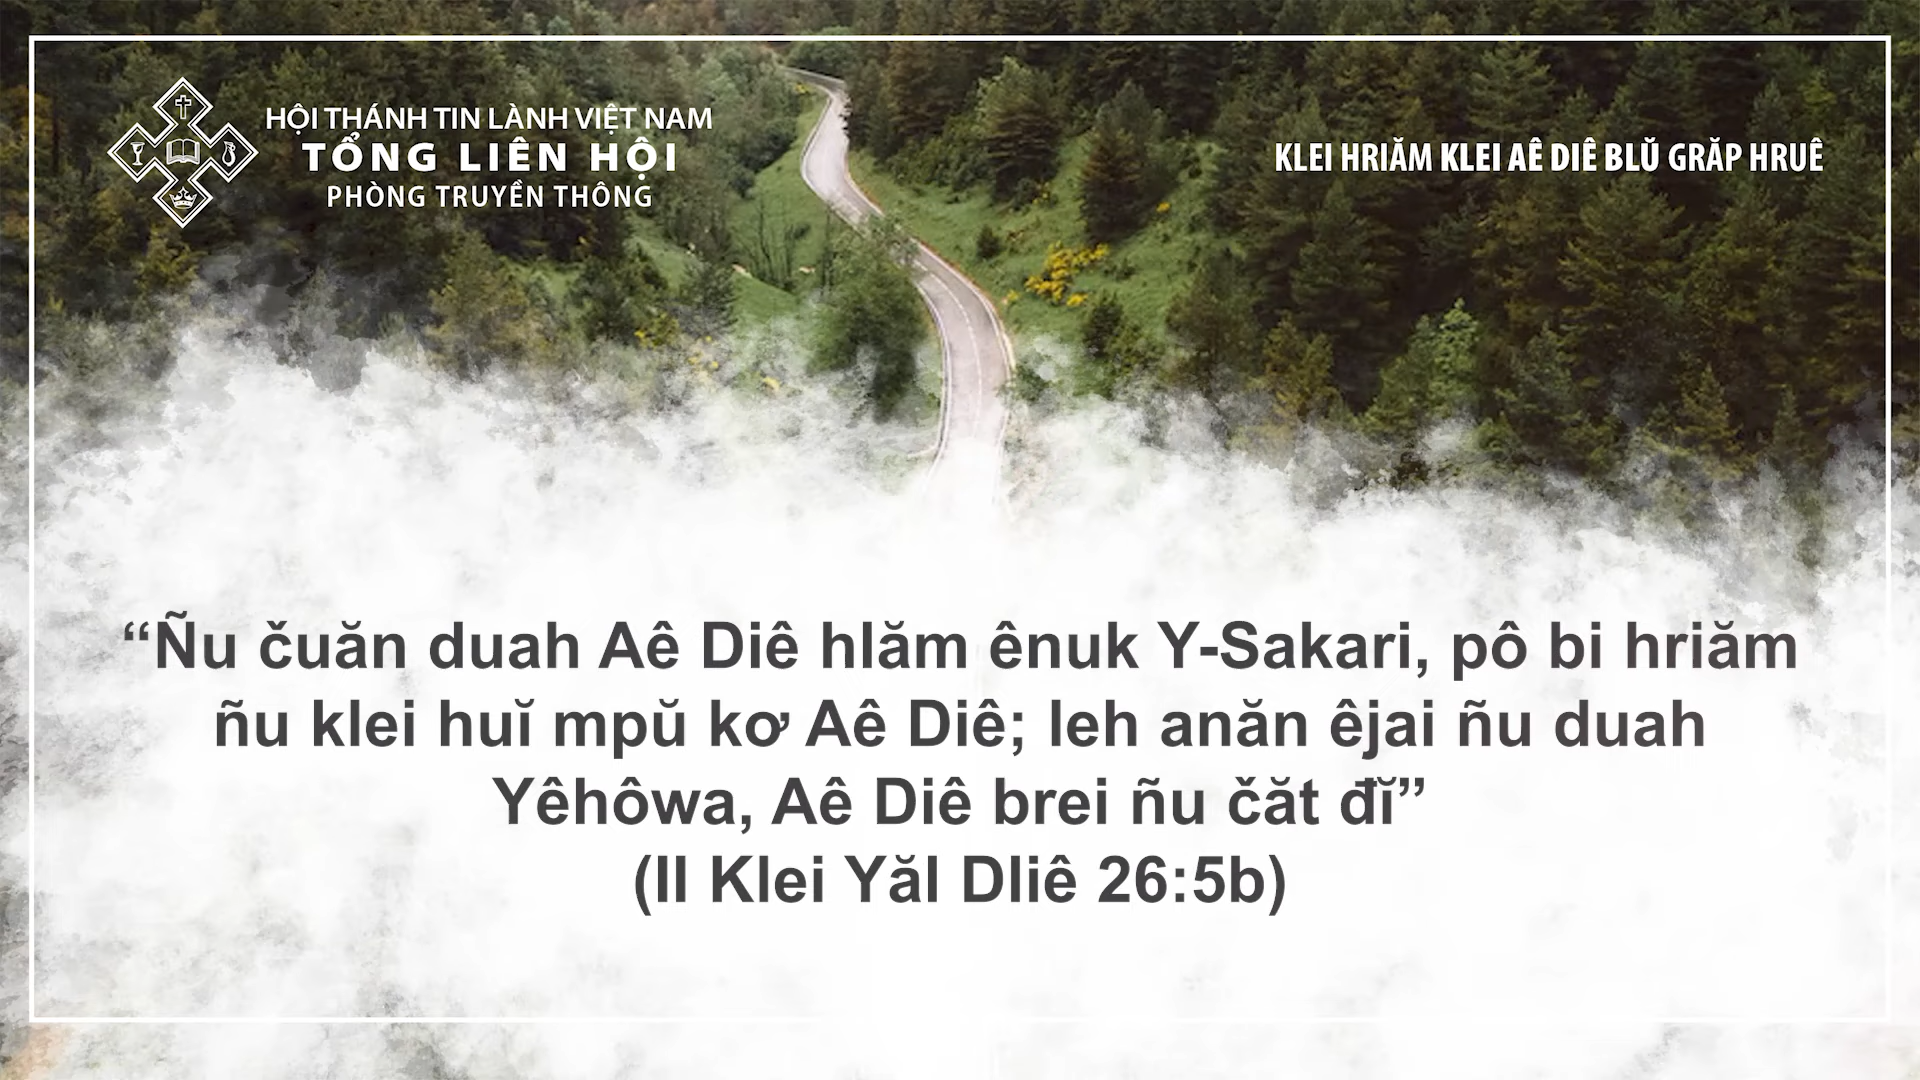 HỘI THÁNH TIN LÀNH VIỆT NAM
TỔNG LIÊN HỘI
PHÒNG TRUYỀN THÔNG
KLEI HRIĂM KLEI AÊ DIÊ BLŬ GRĂP HRUÊ
“Ñu čuăn duah Aê Diê hlăm ênuk Y-Sakari, pô bi hriăm
ñu klei huĭ mpŭ kơ Aê Diê; leh anăn êjai ñu duah
Yêhôwa, Aê Diê brei ñu čăt đĭ”
(II Klei Yăl Dliê 26:5b)